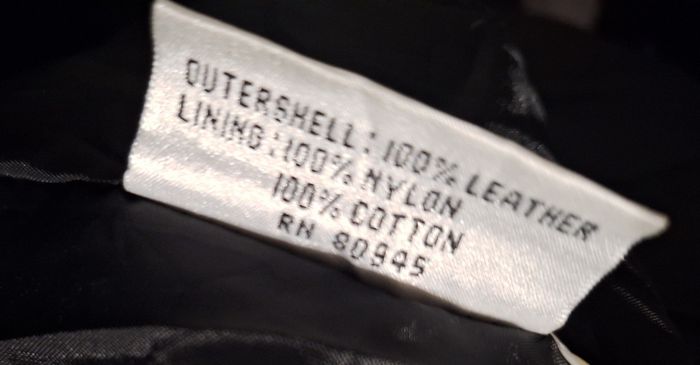 OUTERSHELL: 100% LEATHER
LINING: 100% NYLON
100% COTTON
RN 80945